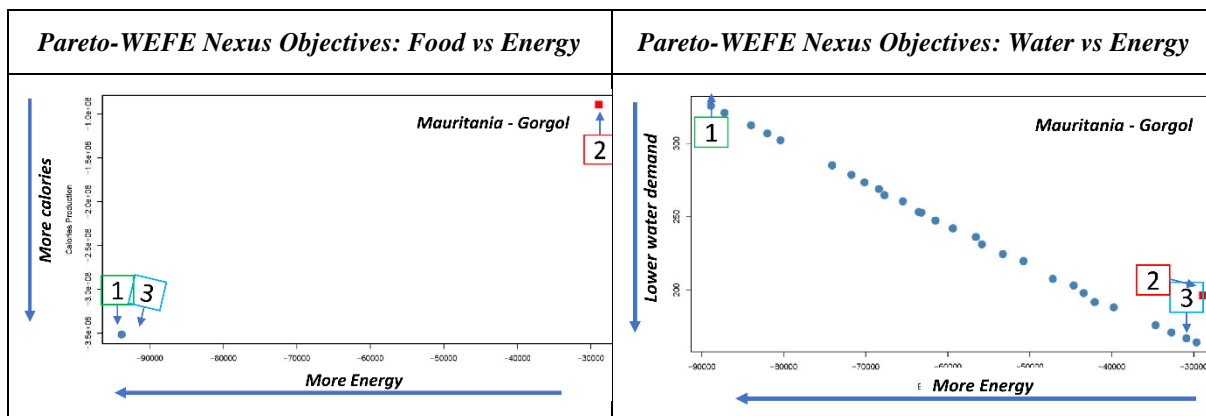 Pareto-WEFE Nexus Objectives: Food vs Energy
Pareto-WEFE Nexus Objectives: Water vs Energy
More calories
Calories Production
-1.0e+08
-1.5e+08
-2.0e+08
-2.5e+08
-3.0e+08
-3.5e+08
Mauritania - Gorgol
2
1
3
-90000
-80000
-70000
-60000
-50000
-40000
-30000
More Energy
Lower water demand
300
250
200
Mauritania - Gorgol
1
2
3
-90000
-80000
-70000
-60000
-50000
-40000
-30000
E
More Energy